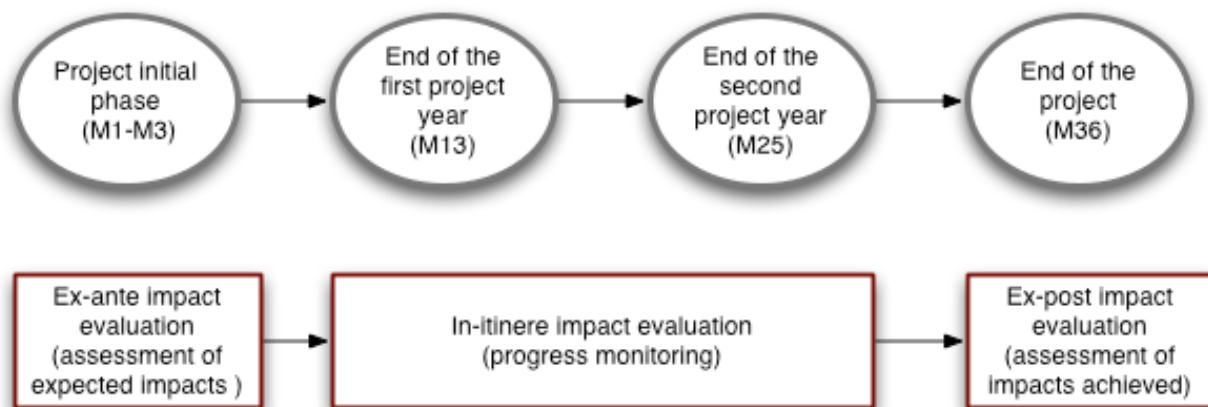 Project initial
phase
(M1-M3)
End of the
first project
year
(M13)
End of the
second
project year
(M25)
End of the
project
(M36)
Ex-ante impact
evaluation
(assessment of
expected impacts )
In-itinere impact evaluation
(progress monitoring)
Ex-post impact
evaluation
(assessment of
impacts achieved)